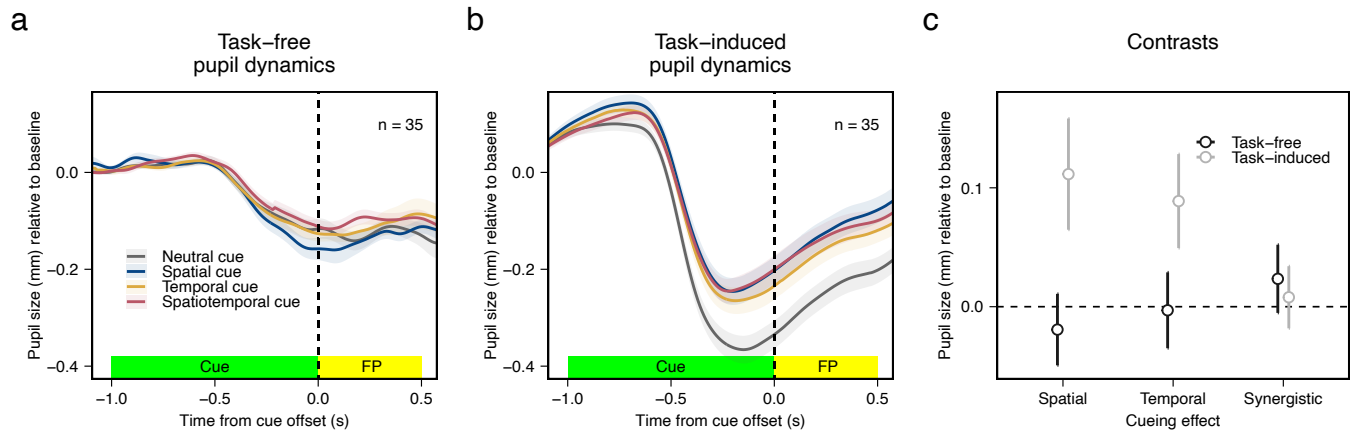 a
Task−free
pupil dynamics
Pupil size (mm) relative to baseline
0.0
−0.2
−0.4
n = 35
Neutral cue
Spatial cue
Temporal cue
Spatiotemporal cue
Cue
FP
−1.0
−0.5
0.0
0.5
Time from cue offset (s)
b
Task−induced
pupil dynamics
Pupil size (mm) relative to baseline
0.0
−0.2
−0.4
n = 35
Cue
FP
−1.0
−0.5
0.0
0.5
Time from cue offset (s)
c
Contrasts
Pupil size (mm) relative to baseline
0.1
0.0
Task−free
Task−induced
Spatial
Temporal
Synergistic
Cueing effect